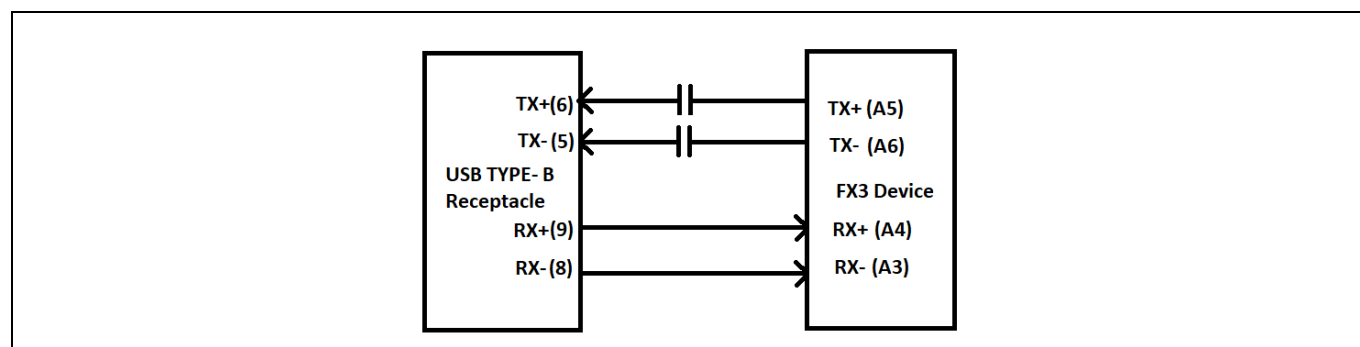 TX+(6)
TX-(5)
USB TYPE- B
Receptacle
RX+(9)
RX-(8)
TX+ (A5)
TX- (A6)
FX3 Device
RX+ (A4)
RX- (A3)